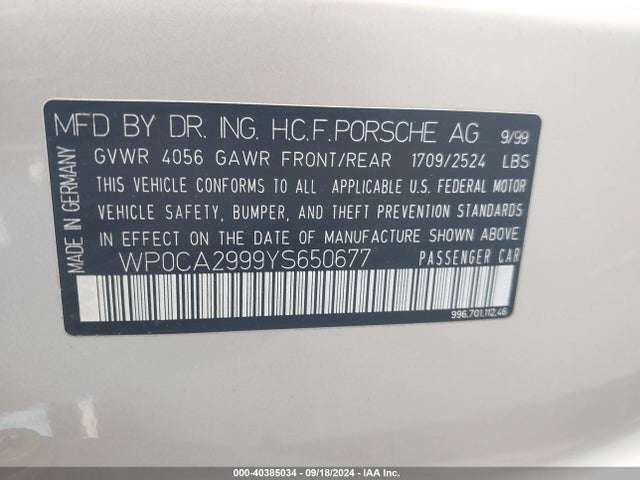 MADE IN GERMANY
MFD BY DR. ING. H.C.F. PORSCHE AG 9/99
GVWR 4056 GAWR FRONT/REAR 1709/2524 LBS
THIS VEHICLE CONFORMS TO ALL APPLICABLE U.S. FEDERAL MOTOR
VEHICLE SAFETY, BUMPER, AND THEFT PREVENTION STANDARDS
IN EFFECT ON THE DATE OF MANUFACTURE SHOWN ABOVE
WP0CA2999YS650677 PASSENGER CAR
996.701.112.46
000-40385034 - 09/18/2024 - IAA Inc.